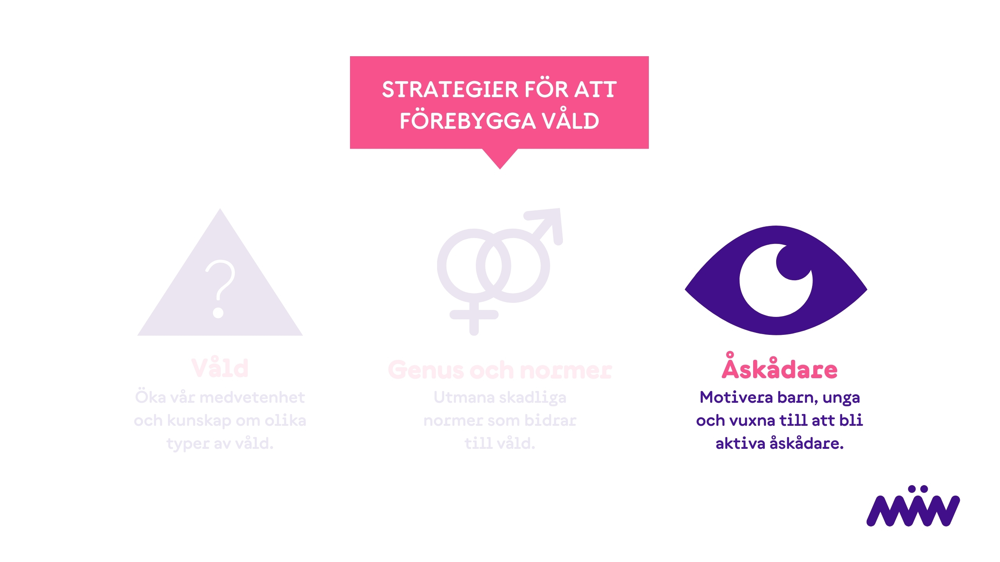 STRATEGIER FÖR ATT
FÖREBYGGA VÅLD
?
Våld
Öka vår medvetenhet
och kunskap om olika
typer av våld.
Genus och normer
Utmana skadliga
normer som bidrar
till våld.
Åskådare
Motivera barn, unga
och vuxna till att bli
aktiva åskådare.
MÄN